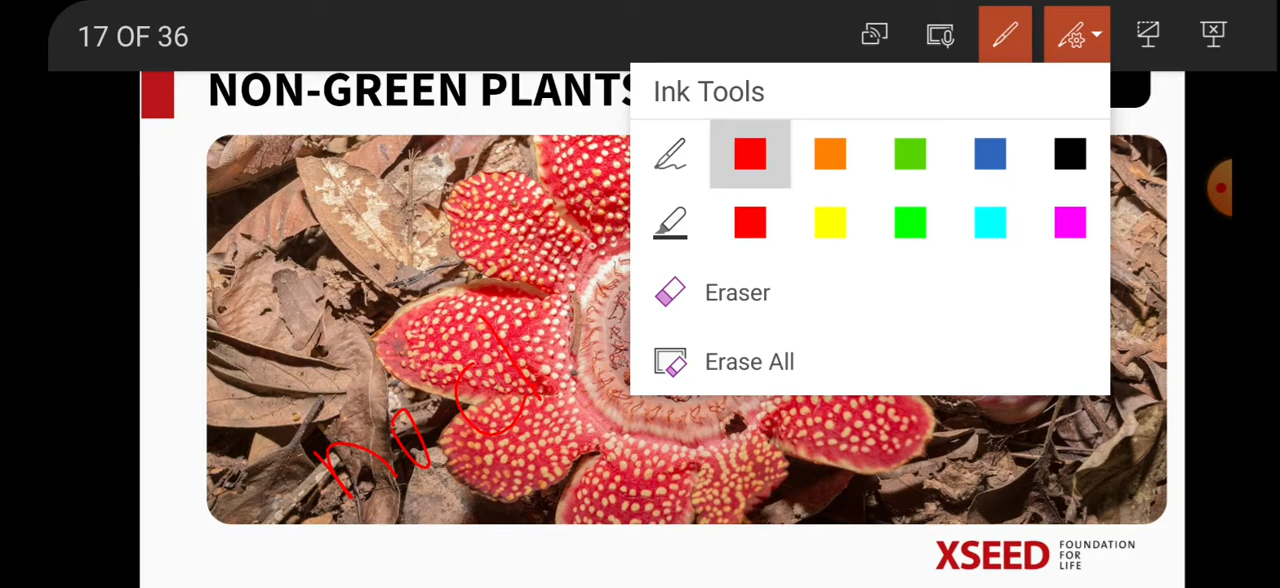 17 OF 36
NON-GREEN PLANTS
Ink Tools
Eraser
Erase All
XSEED
FOUNDATION
FOR
LIFE